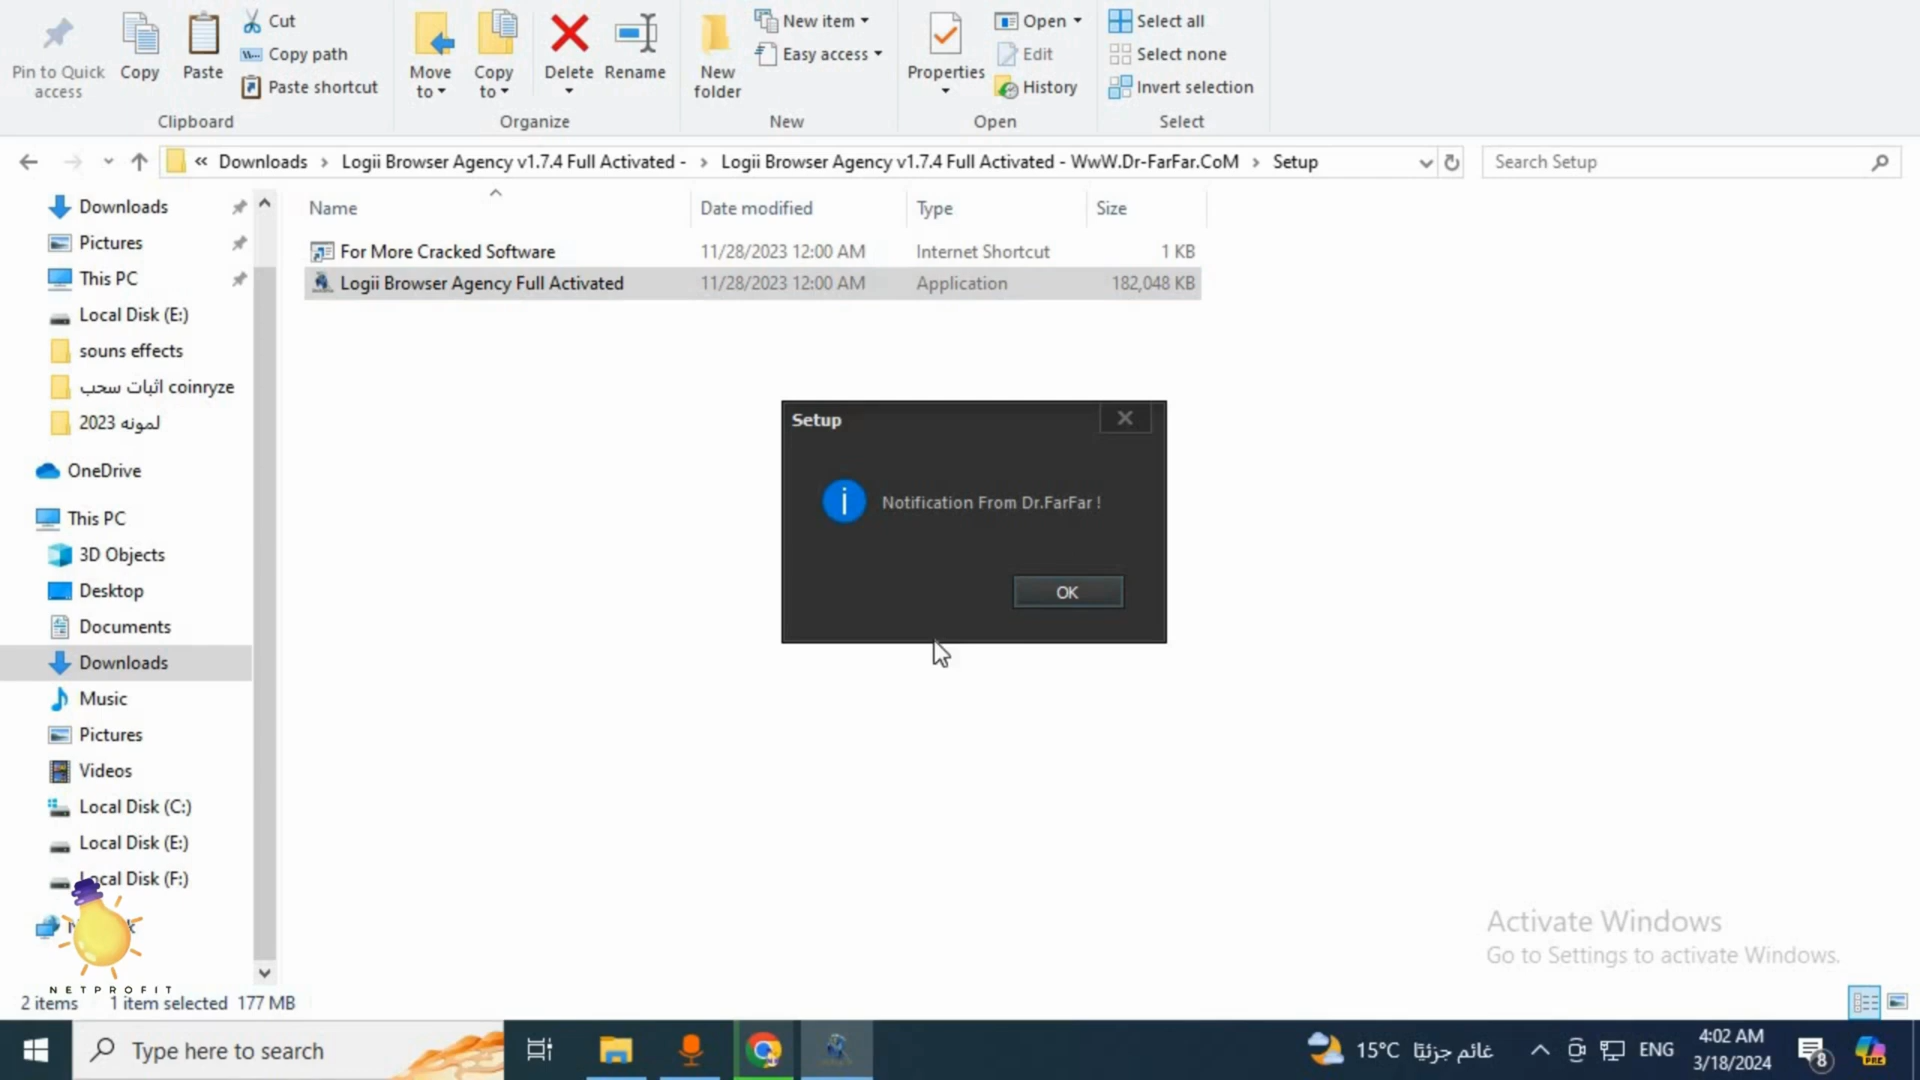 Pin to Quick access
Copy
Paste
Cut
Copy path
Paste shortcut
Clipboard
Move to
Copy to
Delete
Rename
Organize
New folder
New item
Easy access
New
Properties
Open
Edit
History
Open
Select all
Select none
Invert selection
Select
« Downloads › Logii Browser Agency v1.7.4 Full Activated - › Logii Browser Agency v1.7.4 Full Activated - WwW.Dr-FarFar.CoM › Setup
Search Setup
Name Date modified Type Size
For More Cracked Software 11/28/2023 12:00 AM Internet Shortcut 1 KB
Logii Browser Agency Full Activated 11/28/2023 12:00 AM Application 182,048 KB
Downloads
Pictures
This PC
Local Disk (E:)
souns effects
اثبات سحب coinryze
لمونه 2023
OneDrive
This PC
3D Objects
Desktop
Documents
Downloads
Music
Pictures
Videos
Local Disk (C:)
Local Disk (E:)
Local Disk (F:)
NETPROFIT
Setup
Notification From Dr.FarFar !
OK
Activate Windows
Go to Settings to activate Windows.
2 items 1 item selected 177 MB
Type here to search
15°C غائم جزئيًا
ENG
4:02 AM
3/18/2024
8
PRE